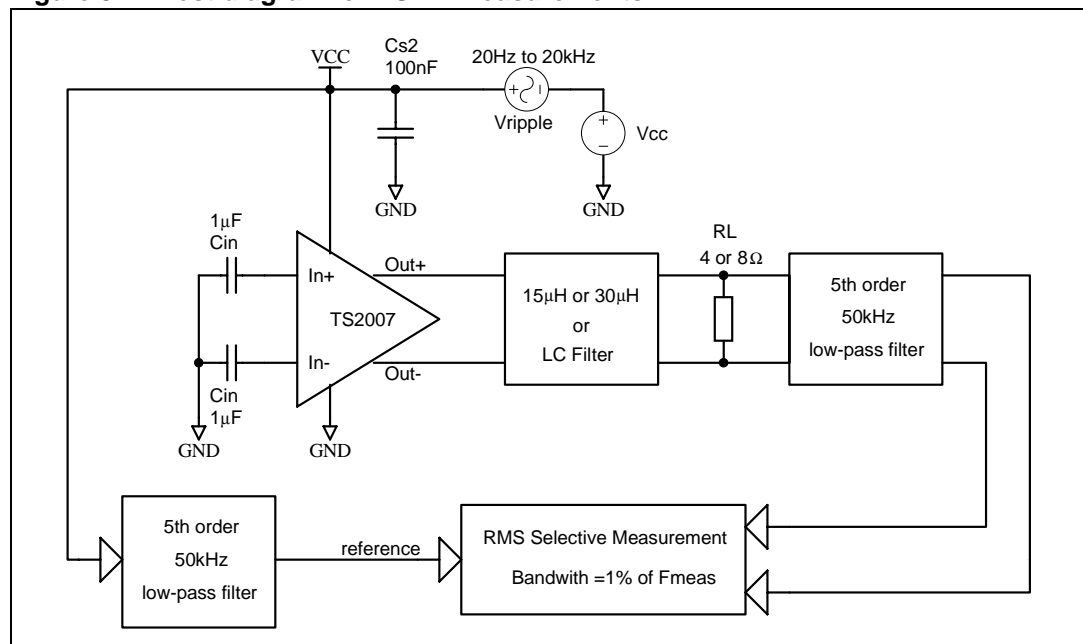 VCC
Cs2
100nF
20Hz to 20kHz
Vripple
Vcc
GND
GND
1µF
Cin
In+
TS2007
In-
Cin
1µF
Out+
Out-
GND
GND
15µH or 30µH
or
LC Filter
RL
4 or 8Ω
5th order
50kHz
low-pass filter
5th order
50kHz
low-pass filter
reference
RMS Selective Measurement
Bandwith =1% of Fmeas